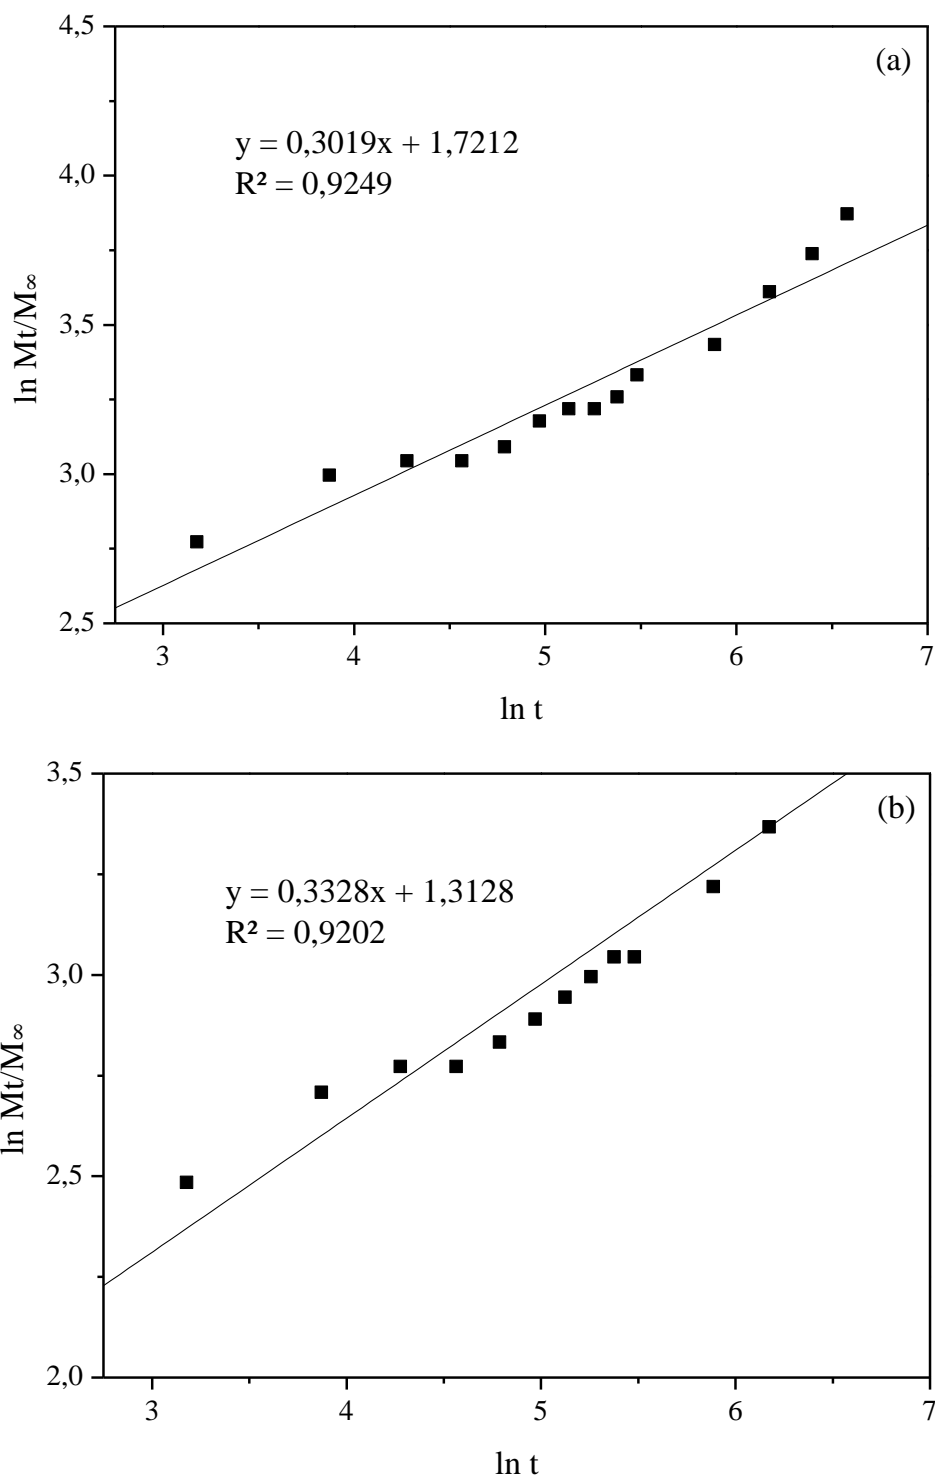 (a)
y = 0,3019x + 1,7212
R² = 0,9249
4,5
4,0
3,5
3,0
2,5
ln Mt/M∞
3 4 5 6 7
ln t
(b)
y = 0,3328x + 1,3128
R² = 0,9202
3,5
3,0
2,5
2,0
ln Mt/M∞
3 4 5 6 7
ln t